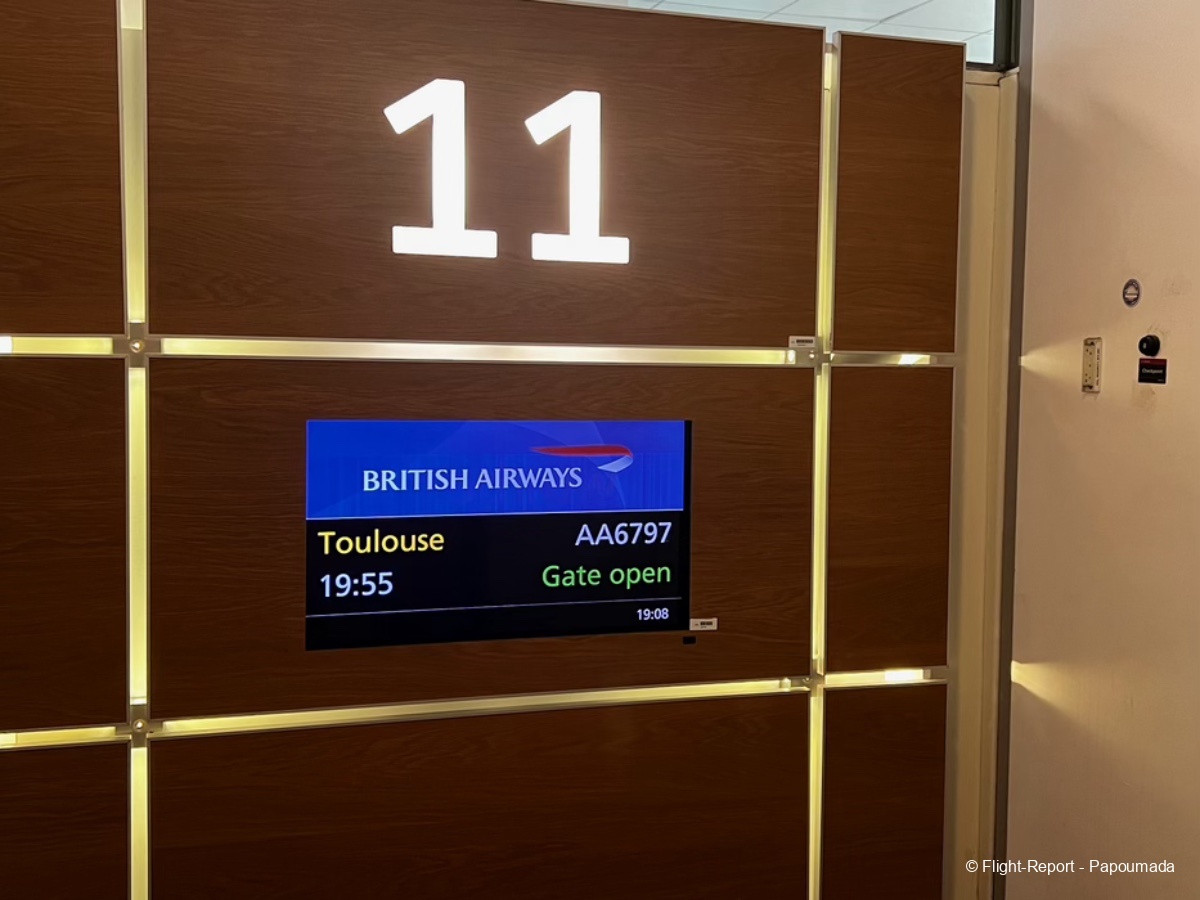 11
BRITISH AIRWAYS
Toulouse AA6797
19:55 Gate open
19:08
© Flight-Report - Papoumada